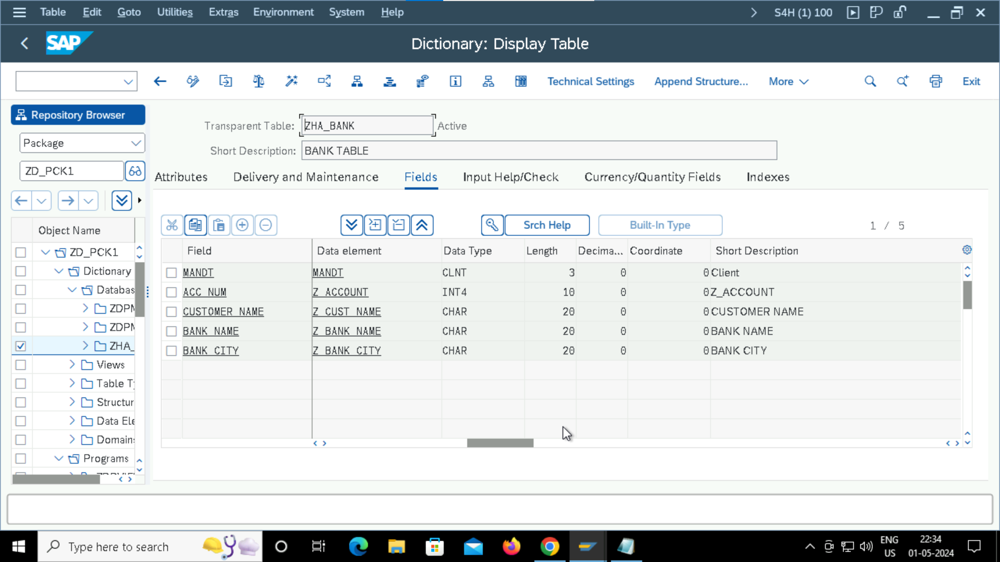 Table Edit Goto Utilities Extras Environment System Help S4H (1) 100
SAP Dictionary: Display Table
Technical Settings Append Structure... More Exit
Repository Browser
Transparent Table: ZHA_BANK Active
Package
Short Description: BANK TABLE
ZD_PCK1
Attributes Delivery and Maintenance Fields Input Help/Check Currency/Quantity Fields Indexes
Srch Help Built-In Type 1 / 5
Object Name
ZD_PCK1
Dictionary
Databas
ZDPM
ZDPM
ZHA_
Views
Table Ty
Structur
Data Ele
Domains
Programs
Field Data element Data Type Length Decima... Coordinate Short Description
MANDT MANDT CLNT 3 0 0 Client
ACC_NUM Z_ACCOUNT INT4 10 0 0 Z_ACCOUNT
CUSTOMER_NAME Z_CUST_NAME CHAR 20 0 0 CUSTOMER NAME
BANK_NAME Z_BANK_NAME CHAR 20 0 0 BANK NAME
BANK_CITY Z_BANK_CITY CHAR 20 0 0 BANK CITY
Type here to search
ENG
US
22:34
01-05-2024